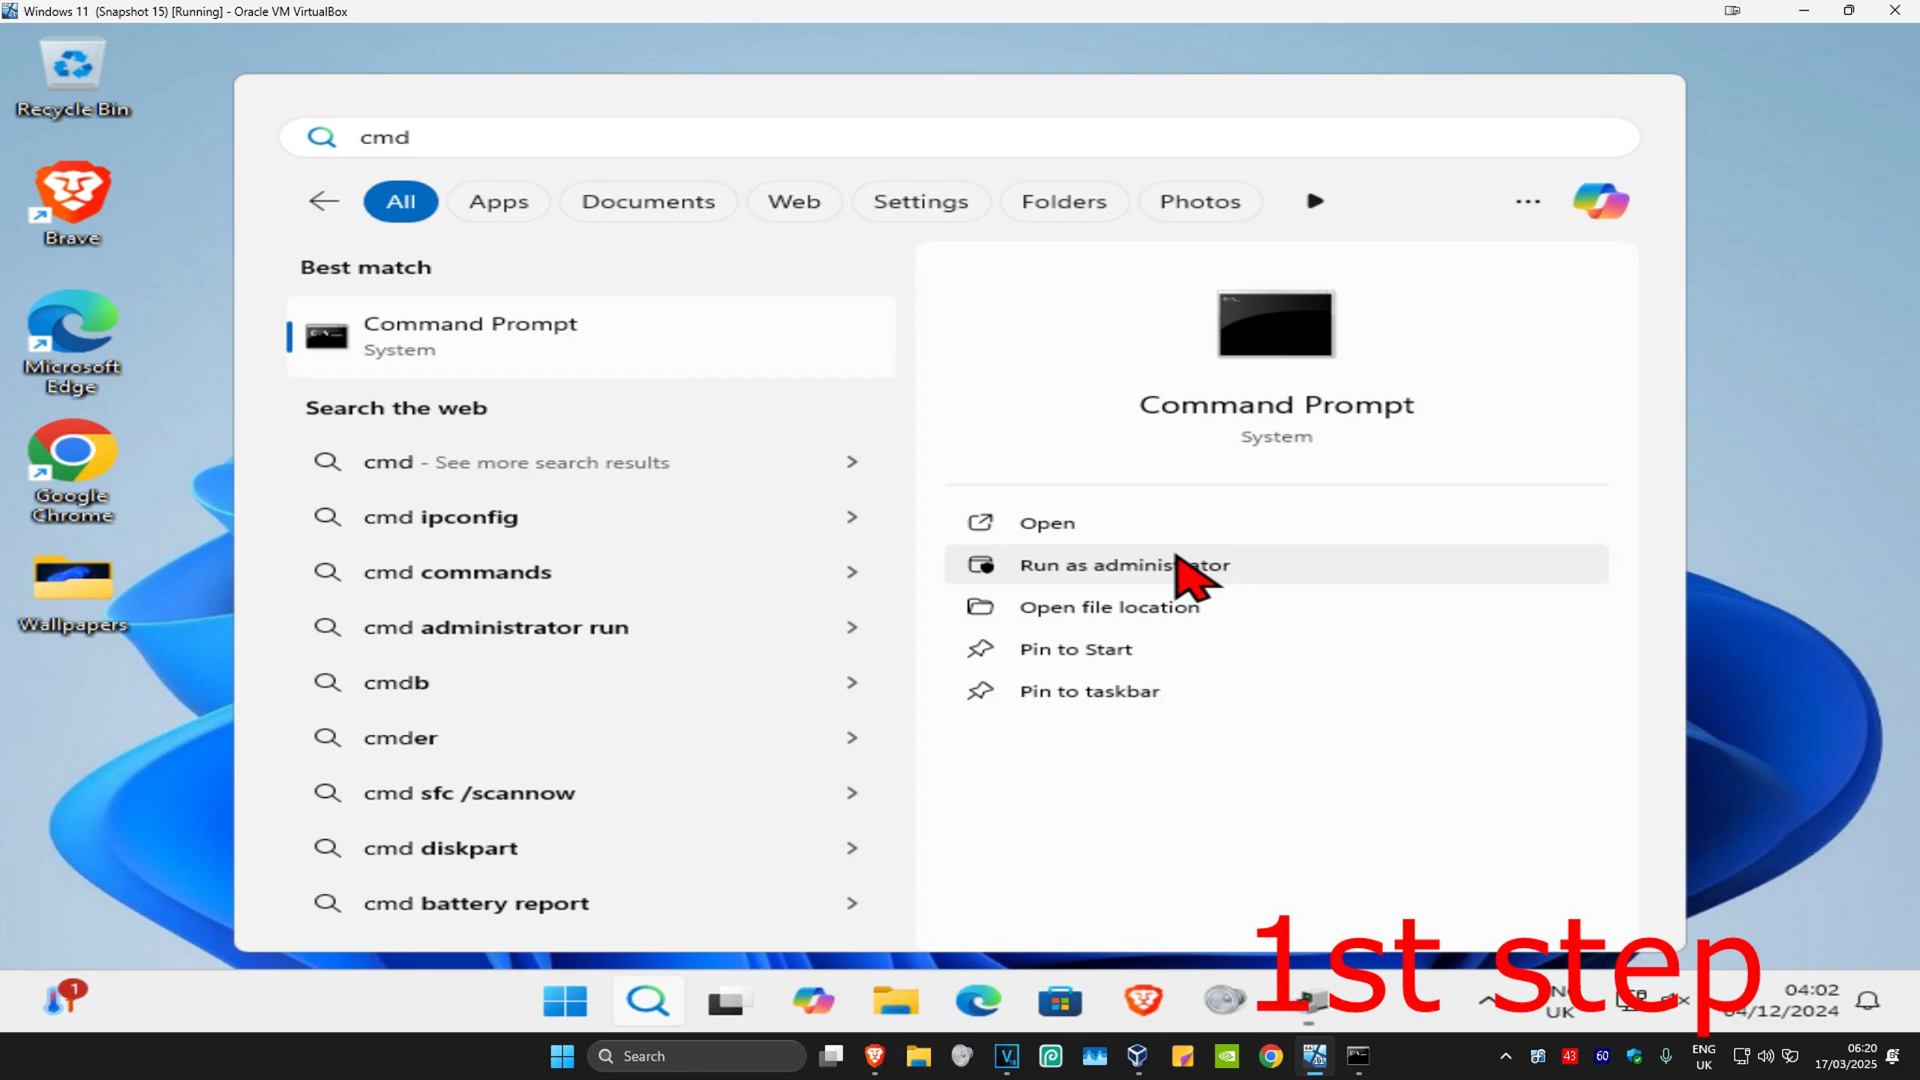 Windows 11 (Snapshot 15) [Running] - Oracle VM VirtualBox
Recycle Bin
Brave
Microsoft
Edge
Google
Chrome
Wallpapers
cmd
All
Apps
Documents
Web
Settings
Folders
Photos
Best match
Command Prompt
System
Search the web
cmd - See more search results
cmd ipconfig
cmd commands
cmd administrator run
cmdb
cmder
cmd sfc /scannow
cmd diskpart
cmd battery report
Command Prompt
System
Open
Run as administrator
Open file location
Pin to Start
Pin to taskbar
1st step
1
UK
04:02
04/12/2024
Search
43
60
ENG
UK
06:20
17/03/2025